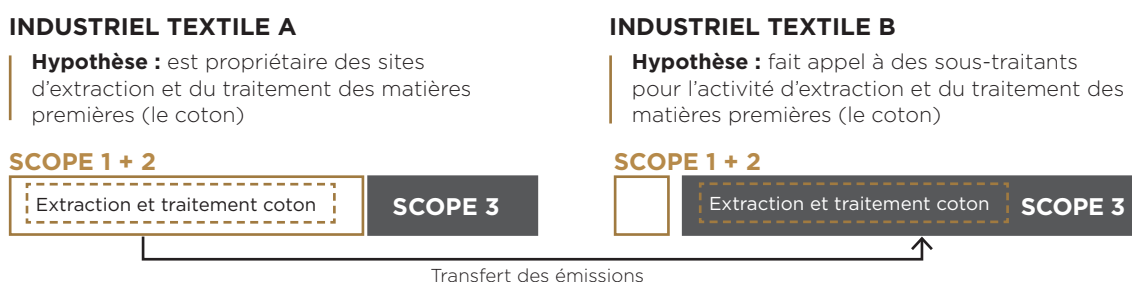 INDUSTRIEL TEXTILE A
Hypothèse : est propriétaire des sites
d’extraction et du traitement des matières
premières (le coton)
SCOPE 1 + 2
Extraction et traitement coton
SCOPE 3
INDUSTRIEL TEXTILE B
Hypothèse : fait appel à des sous-traitants
pour l’activité d’extraction et du traitement des
matières premières (le coton)
SCOPE 1 + 2
Extraction et traitement coton
SCOPE 3
Transfert des émissions